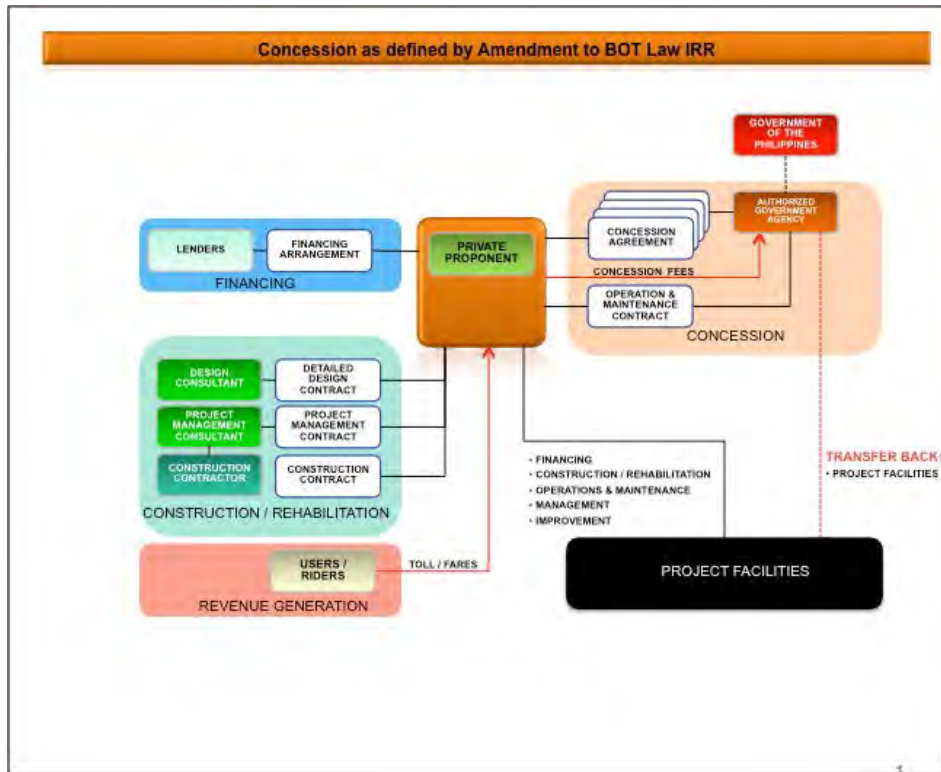 Concession as defined by Amendment to BOT Law IRR
GOVERNMENT
OF THE
PHILIPPINES
AUTHORIZED
GOVERNMENT
AGENCY
CONCESSION
AGREEMENT
CONCESSION FEES
OPERATION &
MAINTENANCE
CONTRACT
CONCESSION
LENDERS
FINANCING
ARRANGEMENT
FINANCING
PRIVATE
PROPONENT
DESIGN
CONSULTANT
DETAILED
DESIGN
CONTRACT
PROJECT
MANAGEMENT
CONSULTANT
PROJECT
MANAGEMENT
CONTRACT
CONSTRUCTION
CONTRACTOR
CONSTRUCTION
CONTRACT
CONSTRUCTION / REHABILITATION
• FINANCING
• CONSTRUCTION / REHABILITATION
• OPERATIONS & MAINTENANCE
• MANAGEMENT
• IMPROVEMENT
TRANSFER BACK
• PROJECT FACILITIES
USERS /
RIDERS
TOLL / FARES
REVENUE GENERATION
PROJECT FACILITIES